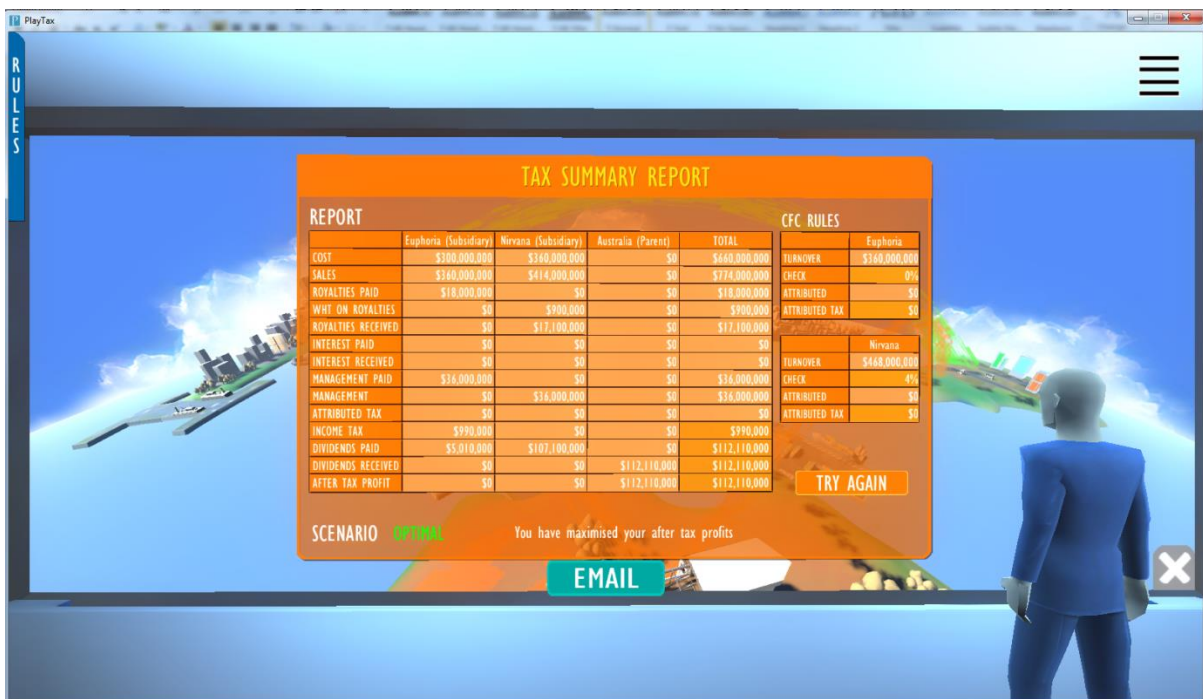 PlayTax
RULES
TAX SUMMARY REPORT
REPORT
Euphoria (Subsidiary) Nirvana (Subsidiary) Australia (Parent) TOTAL
COST $300,000,000 $360,000,000 $0 $660,000,000
SALES $360,000,000 $414,000,000 $0 $774,000,000
ROYALTIES PAID $18,000,000 $0 $0 $18,000,000
WHT ON ROYALTIES $0 $900,000 $0 $900,000
ROYALTIES RECEIVED $0 $17,100,000 $0 $17,100,000
INTEREST PAID $0 $0 $0 $0
INTEREST RECEIVED $0 $0 $0 $0
MANAGEMENT PAID $36,000,000 $0 $0 $36,000,000
MANAGEMENT $0 $36,000,000 $0 $36,000,000
ATTRIBUTED TAX $0 $0 $0 $0
INCOME TAX $990,000 $0 $0 $990,000
DIVIDENDS PAID $5,010,000 $107,100,000 $0 $112,110,000
DIVIDENDS RECEIVED $0 $0 $112,110,000 $112,110,000
AFTER TAX PROFIT $0 $0 $112,110,000 $112,110,000
CFC RULES
Euphoria
TURNOVER $360,000,000
CHECK 0%
ATTRIBUTED $0
ATTRIBUTED TAX $0
Nirvana
TURNOVER $468,000,000
CHECK 4%
ATTRIBUTED $0
ATTRIBUTED TAX $0
TRY AGAIN
SCENARIO OPTIMAL You have maximised your after tax profits
EMAIL